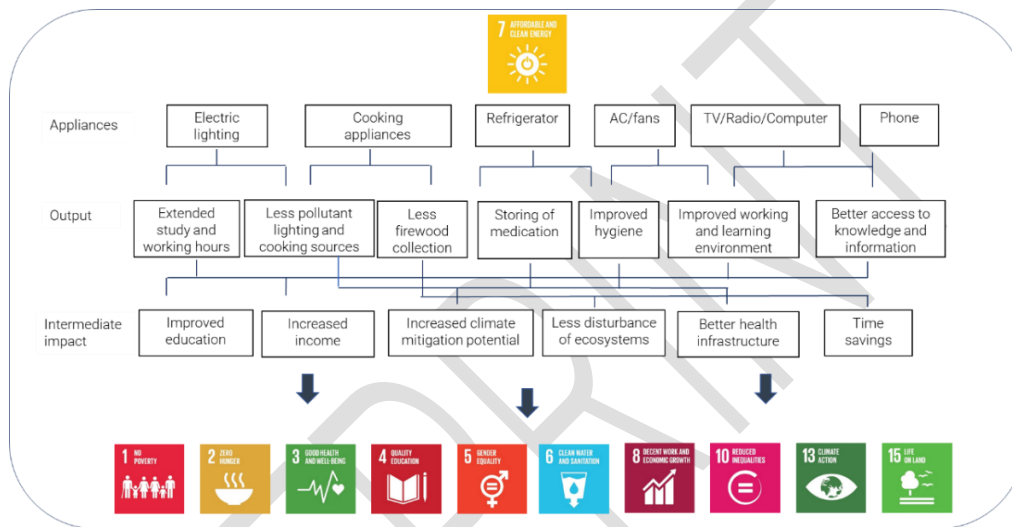 7 AFFORDABLE AND
CLEAN ENERGY
Appliances
Electric
lighting
Cooking
appliances
Refrigerator
AC/fans
TV/Radio/Computer
Phone
Output
Extended
study and
working hours
Less pollutant
lighting and
cooking sources
Less
firewood
collection
Storing of
medication
Improved
hygiene
Improved working
and learning
environment
Better access to
knowledge and
information
Intermediate
impact
Improved
education
Increased
income
Increased climate
mitigation potential
Less disturbance
of ecosystems
Better health
infrastructure
Time
savings
1 NO
POVERTY
2 ZERO
HUNGER
3 GOOD HEALTH
AND WELL-BEING
4 QUALITY
EDUCATION
5 GENDER
EQUALITY
6 CLEAN WATER
AND SANITATION
8 DECENT WORK AND
ECONOMIC GROWTH
10 REDUCED
INEQUALITIES
13 CLIMATE
ACTION
15 LIFE
ON LAND